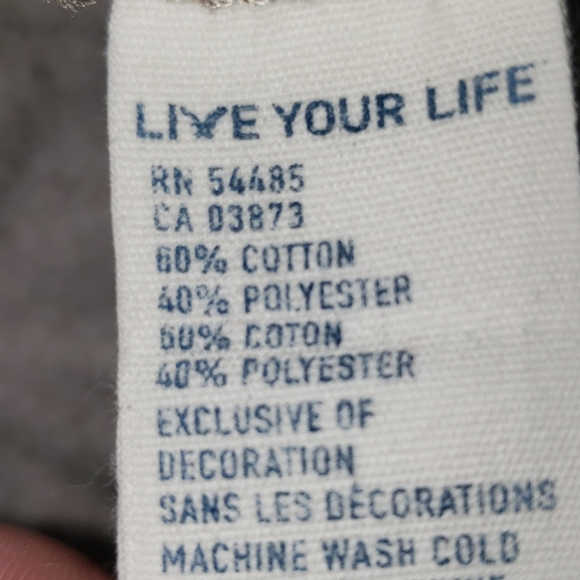 LIVE YOUR LIFE
RN 54485
CA 03873
60% COTTON
40% POLYESTER
60% COTON
40% POLYESTER
EXCLUSIVE OF
DECORATION
SANS LES DÉCORATIONS
MACHINE WASH COLD